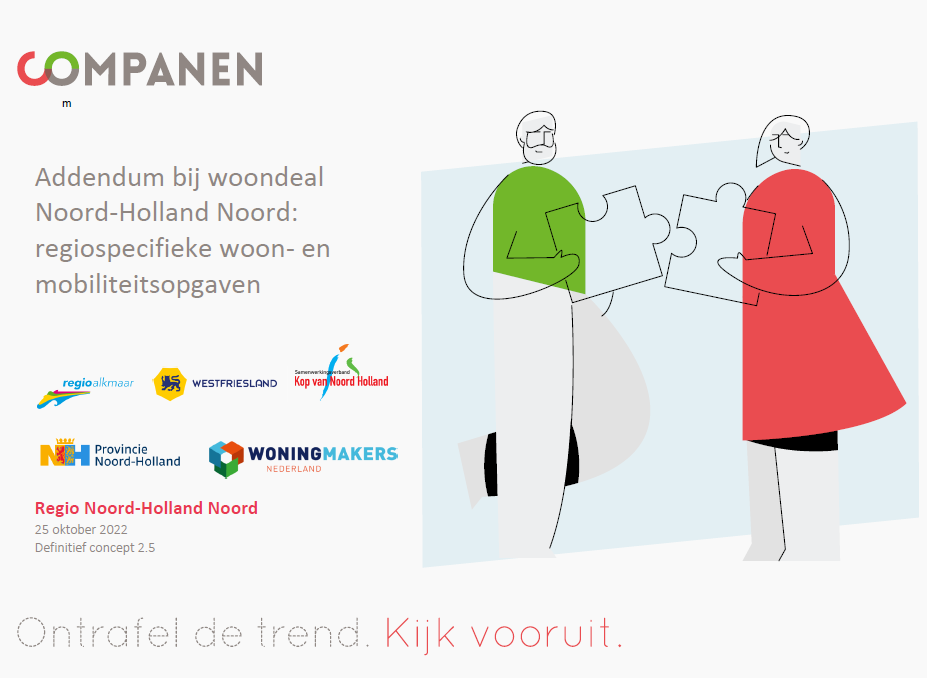 COMPANEN
m
Addendum bij woondeal
Noord-Holland Noord:
regiospecifieke woon- en
mobiliteitsopgaven
regioalkmaar
WESTFRIESLAND
Samenwerkingsverband
Kop van Noord Holland
NH Provincie
Noord-Holland
WONINGMAKERS
NEDERLAND
Regio Noord-Holland Noord
25 oktober 2022
Definitief concept 2.5
Ontrafel de trend. Kijk vooruit.